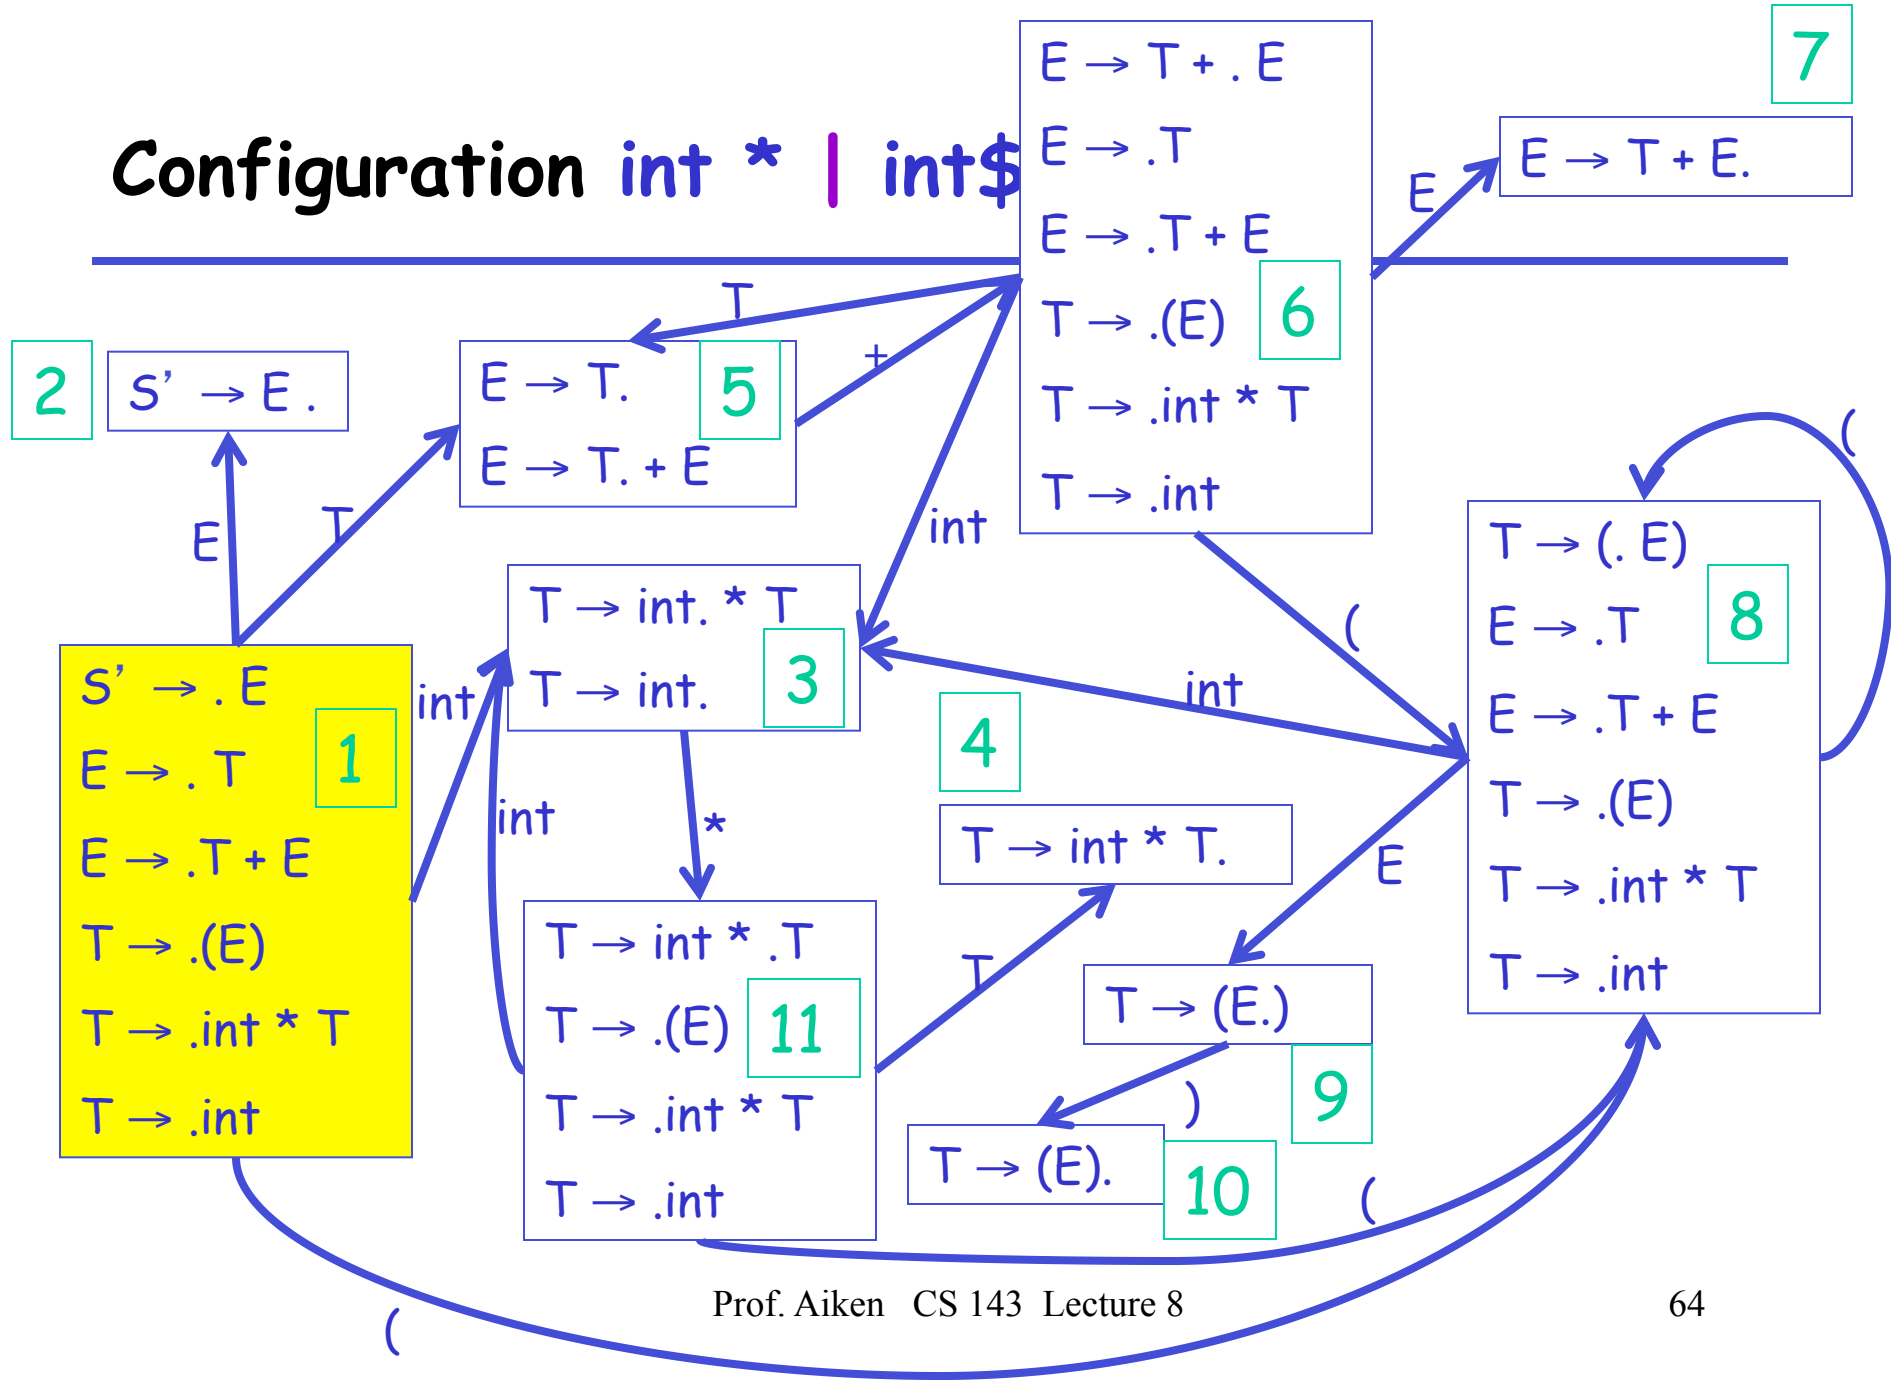 Configuration int * | int$
E → T + . E
E → .T
E → .T + E
T → .(E)
T → .int * T
T → .int
6
7
E → T + E.
E
2
S’ → E .
E
T
T
+
E → T.
E → T. + E
5
int
T → int. * T
T → int.
3
int
S’ → . E
E → . T
E → .T + E
T → .(E)
T → .int * T
T → .int
1
int
*
T → int * .T
T → .(E)
T → .int * T
T → .int
11
T
4
T → int * T.
int
(
(
T → (. E)
E → .T
E → .T + E
T → .(E)
T → .int * T
T → .int
8
E
T → (E.)
9
)
T → (E).
10
(
(
Prof. Aiken CS 143 Lecture 8
64